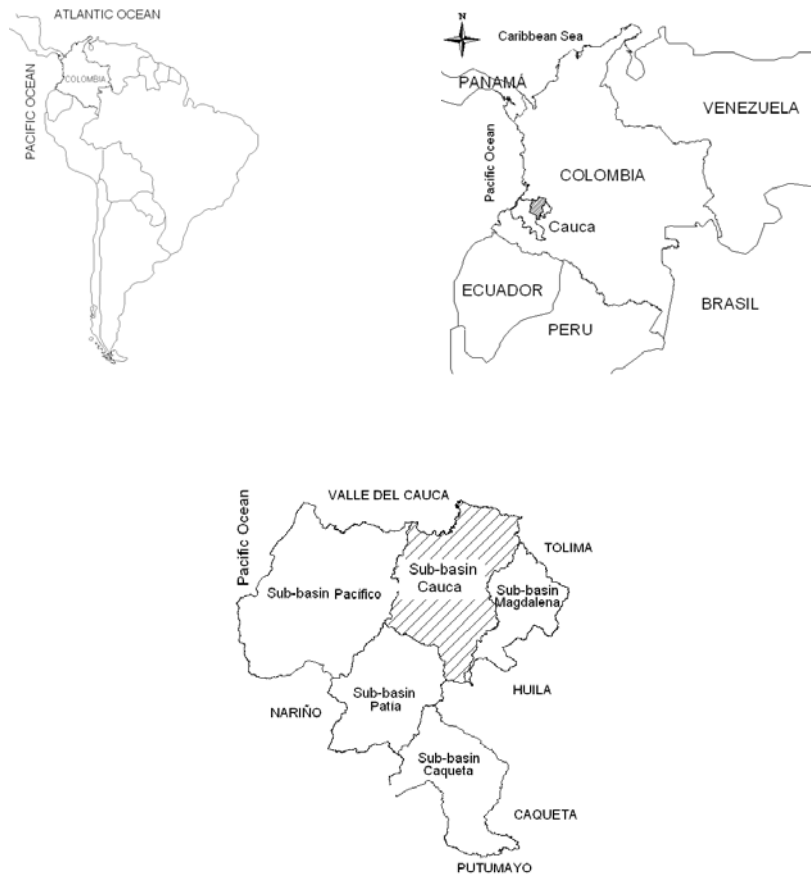 ATLANTIC OCEAN
PACIFIC OCEAN
COLOMBIA
N
Caribbean Sea
PANAMÁ
VENEZUELA
Pacific Ocean
COLOMBIA
Cauca
ECUADOR
PERU
BRASIL
Pacific Ocean
VALLE DEL CAUCA
TOLIMA
Sub-basin Pacífico
Sub-basin
Cauca
Sub-basin
Magdalena
HUILA
NARIÑO
Sub-basin
Patía
Sub-basin
Caqueta
CAQUETA
PUTUMAYO